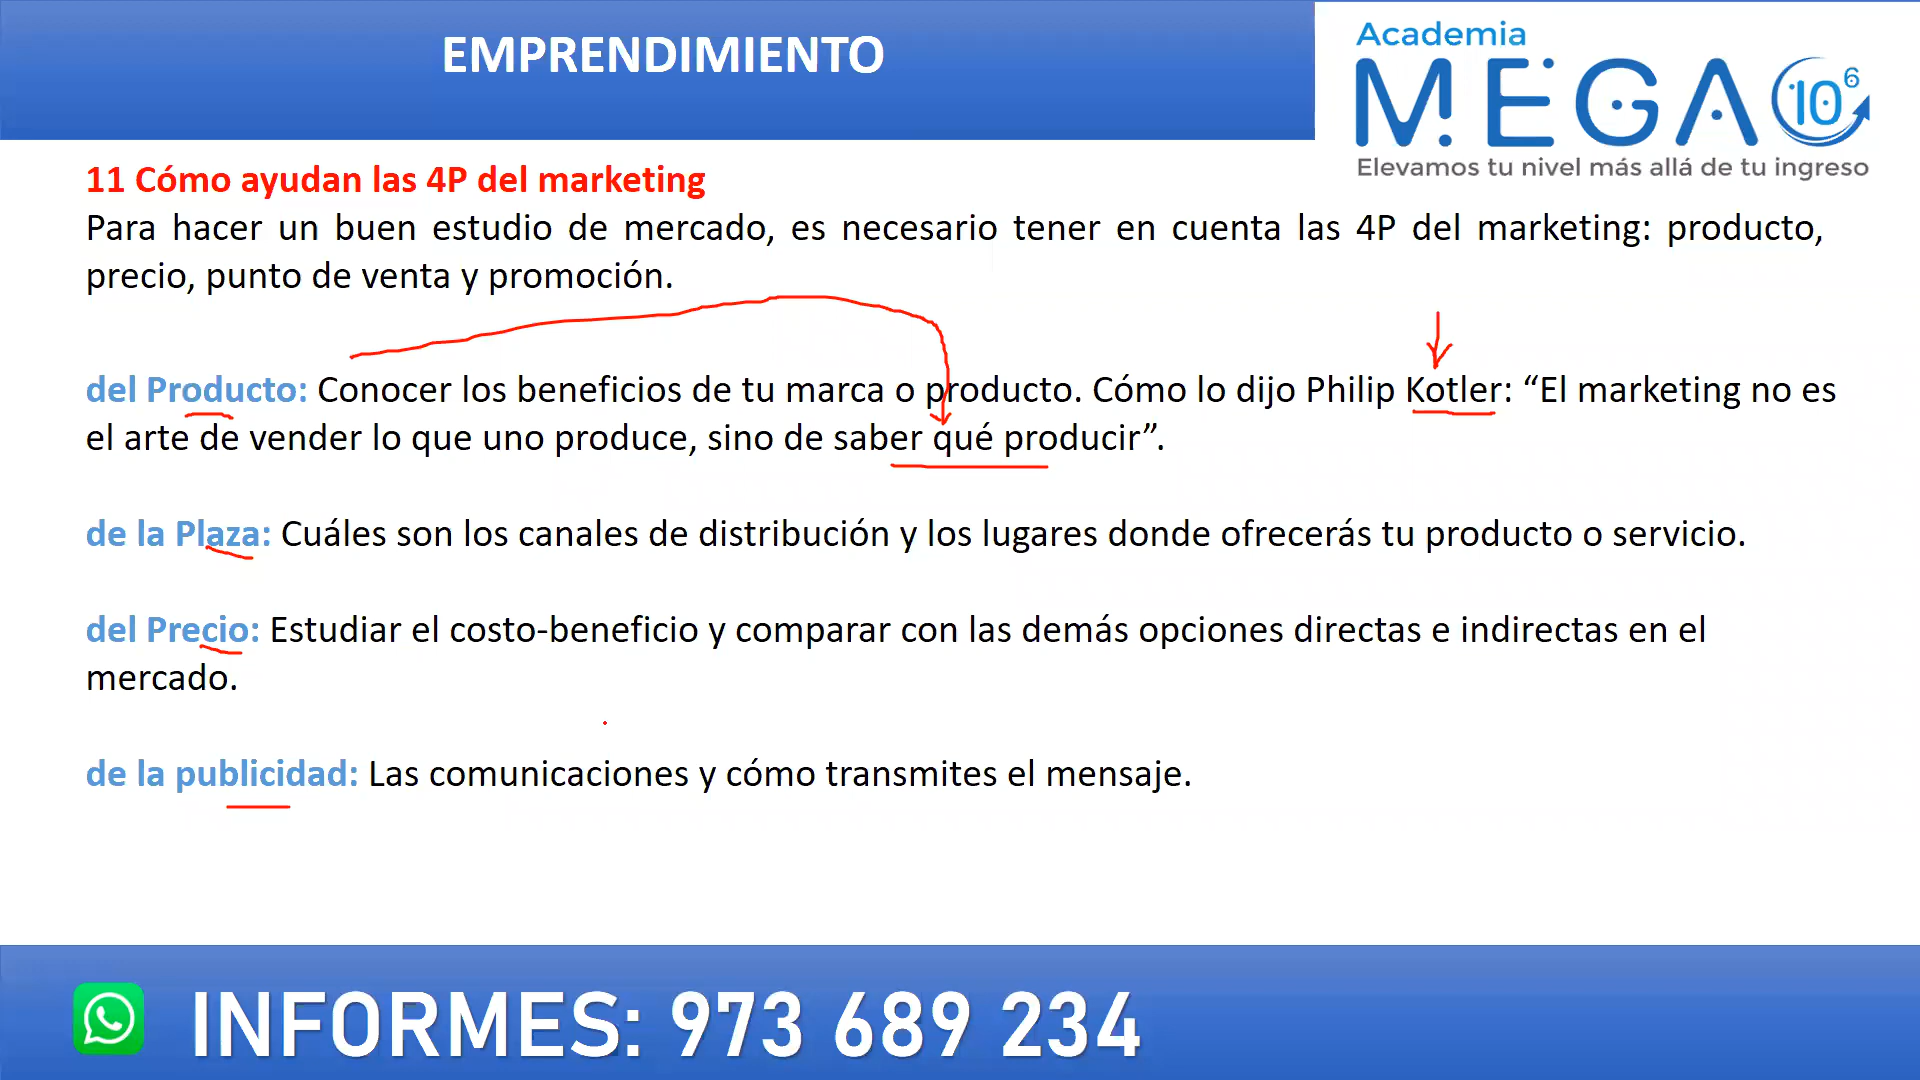 EMPRENDIMIENTO
Academia
MEGA 10⁶
Elevamos tu nivel más allá de tu ingreso
11 Cómo ayudan las 4P del marketing
Para hacer un buen estudio de mercado, es necesario tener en cuenta las 4P del marketing: producto,
precio, punto de venta y promoción.
del Producto: Conocer los beneficios de tu marca o producto. Cómo lo dijo Philip Kotler: “El marketing no es
el arte de vender lo que uno produce, sino de saber qué producir”.
de la Plaza: Cuáles son los canales de distribución y los lugares donde ofrecerás tu producto o servicio.
del Precio: Estudiar el costo-beneficio y comparar con las demás opciones directas e indirectas en el
mercado.
de la publicidad: Las comunicaciones y cómo transmites el mensaje.
INFORMES: 973 689 234